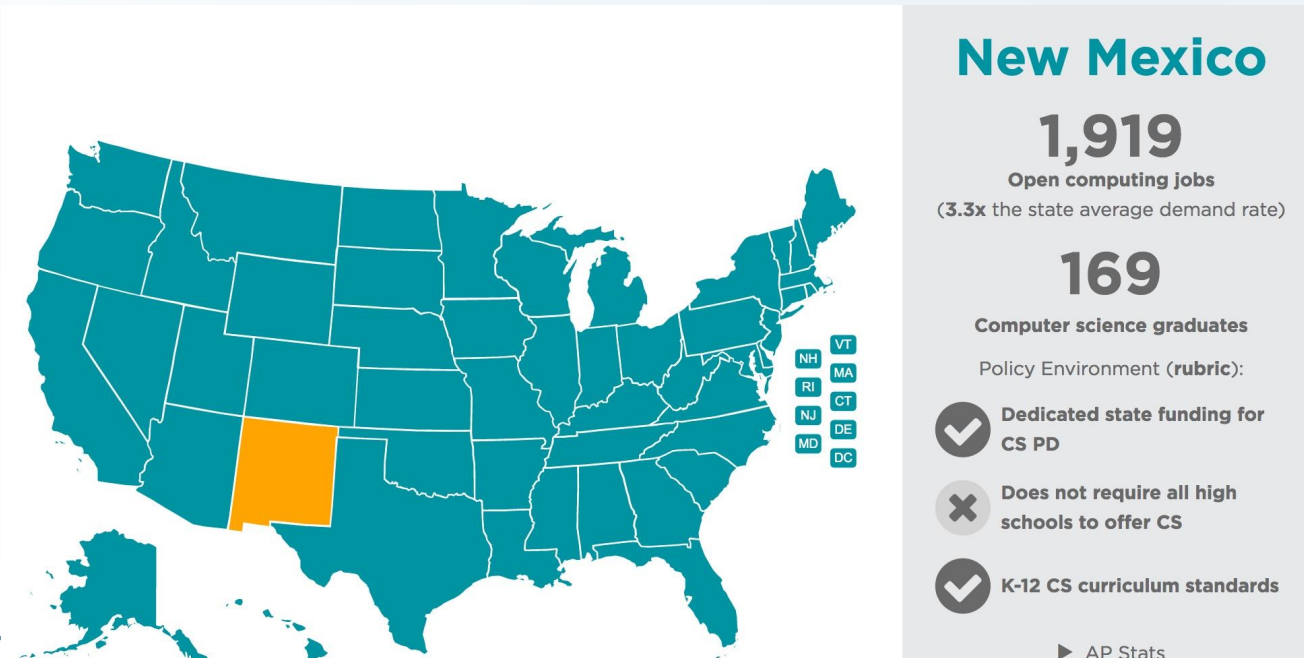 New Mexico
1,919
Open computing jobs
(3.3x the state average demand rate)
169
Computer science graduates
Policy Environment (rubric):
Dedicated state funding for
CS PD
Does not require all high
schools to offer CS
K-12 CS curriculum standards
▶ AP Stats
VT
NH
MA
RI
CT
NJ
DE
MD
DC